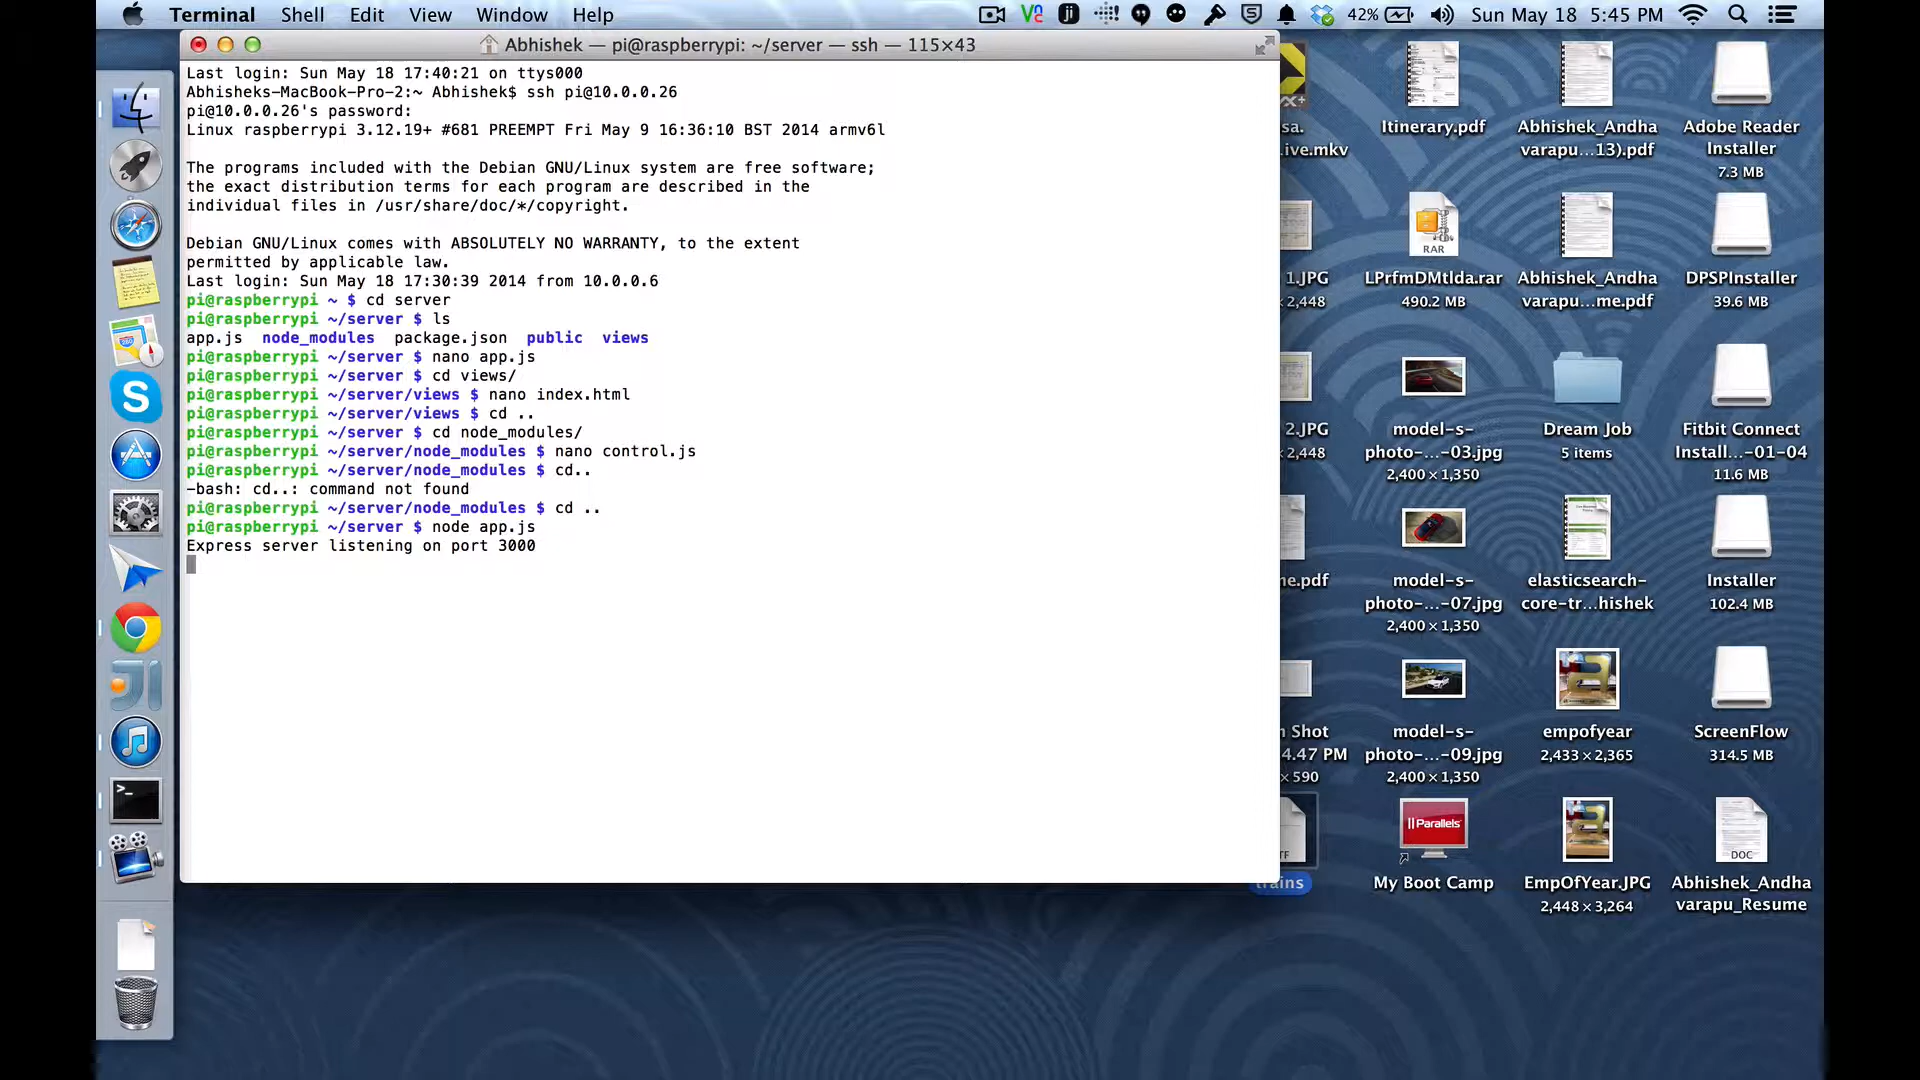 Terminal Shell Edit View Window Help
42% Sun May 18 5:45 PM
Abhishek — pi@raspberrypi: ~/server — ssh — 115×43
Last login: Sun May 18 17:40:21 on ttys000
Abhisheks-MacBook-Pro-2:~ Abhishek$ ssh pi@10.0.0.26
pi@10.0.0.26's password:
Linux raspberrypi 3.12.19+ #681 PREEMPT Fri May 9 16:36:10 BST 2014 armv6l
The programs included with the Debian GNU/Linux system are free software;
the exact distribution terms for each program are described in the
individual files in /usr/share/doc/*/copyright.
Debian GNU/Linux comes with ABSOLUTELY NO WARRANTY, to the extent
permitted by applicable law.
Last login: Sun May 18 17:30:39 2014 from 10.0.0.6
pi@raspberrypi ~ $ cd server
pi@raspberrypi ~/server $ ls
app.js node_modules package.json public views
pi@raspberrypi ~/server $ nano app.js
pi@raspberrypi ~/server $ cd views/
pi@raspberrypi ~/server/views $ nano index.html
pi@raspberrypi ~/server/views $ cd ..
pi@raspberrypi ~/server $ cd node_modules/
pi@raspberrypi ~/server/node_modules $ nano control.js
pi@raspberrypi ~/server/node_modules $ cd..
-bash: cd..: command not found
pi@raspberrypi ~/server/node_modules $ cd ..
pi@raspberrypi ~/server $ node app.js
Express server listening on port 3000
sa.
ive.mkv
Itinerary.pdf
Abhishek_Andha
varapu...13).pdf
Adobe Reader
Installer
7.3 MB
1.JPG
×2,448
RAR
LPrfmDMtlda.rar
490.2 MB
Abhishek_Andha
varapu...me.pdf
DPSPInstaller
39.6 MB
2.JPG
×2,448
model-s-
photo-...-03.jpg
2,400×1,350
Dream Job
5 items
Fitbit Connect
Install...-01-04
11.6 MB
ne.pdf
model-s-
photo-...-07.jpg
2,400×1,350
elasticsearch-
core-tr...hishek
Installer
102.4 MB
n Shot
4.47 PM
×590
model-s-
photo-...-09.jpg
2,400×1,350
empofyear
2,433×2,365
ScreenFlow
314.5 MB
TF
trains
Parallels
My Boot Camp
EmpOfYear.JPG
2,448×3,264
DOC
Abhishek_Andha
varapu_Resume